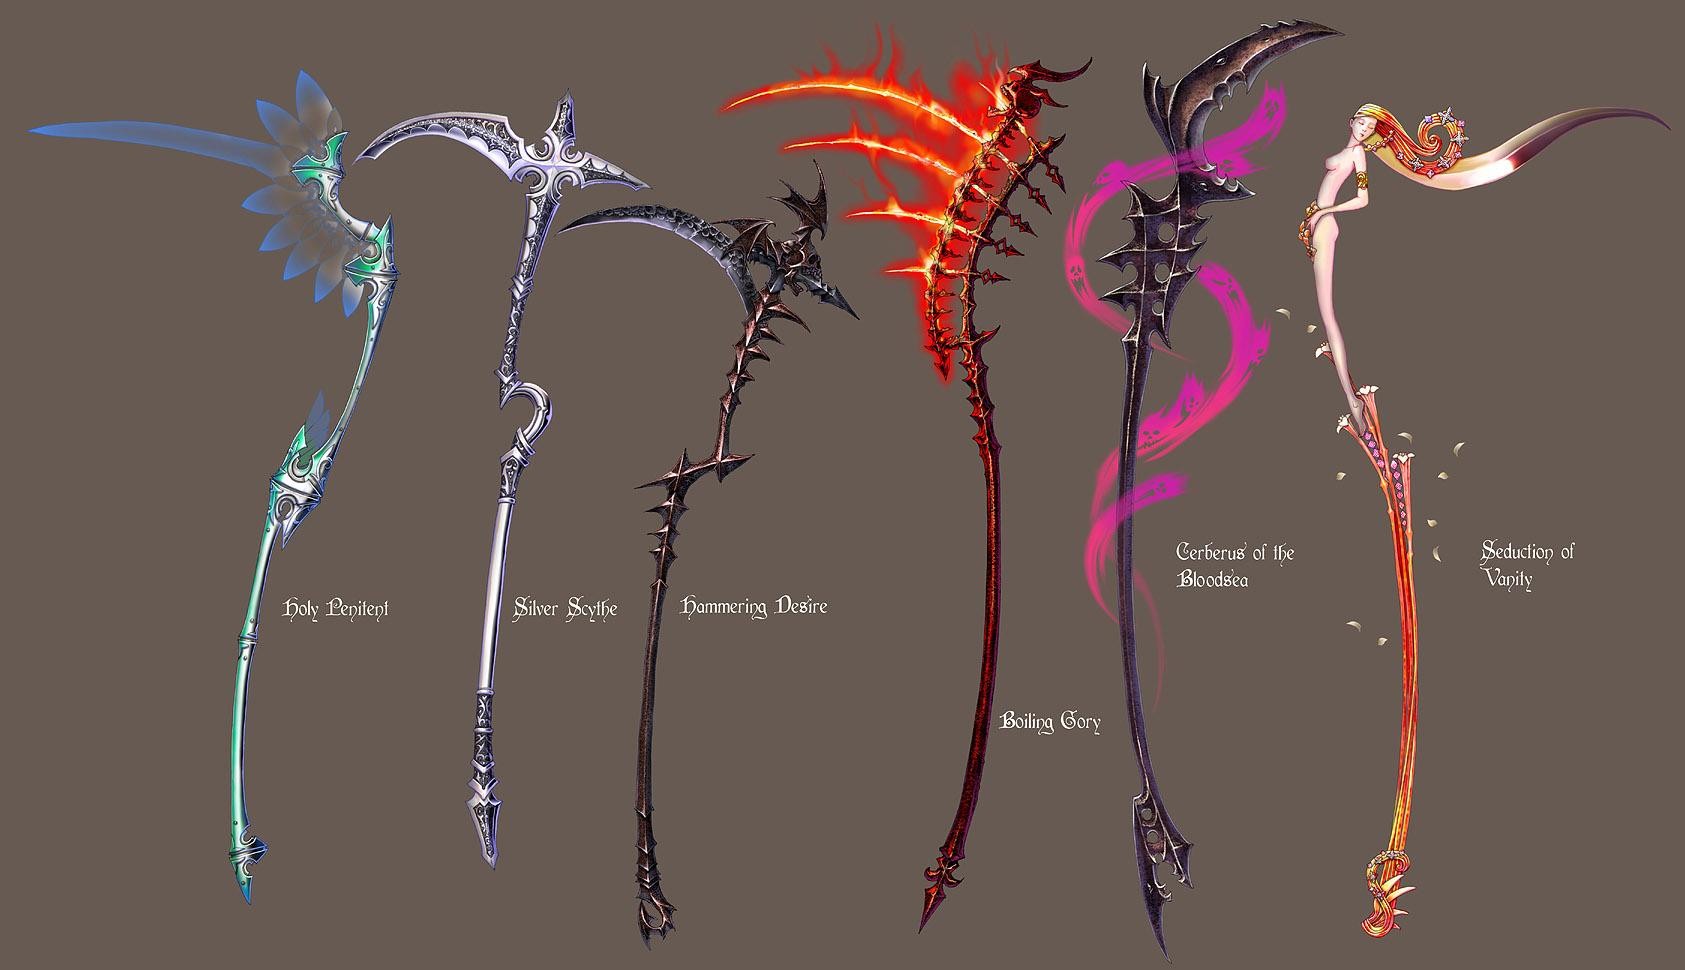 Holy Penitent
Silver Scythe
Hammering Desire
Boiling Gory
Cerberus of the
Bloodsea
Seduction of
Vanity